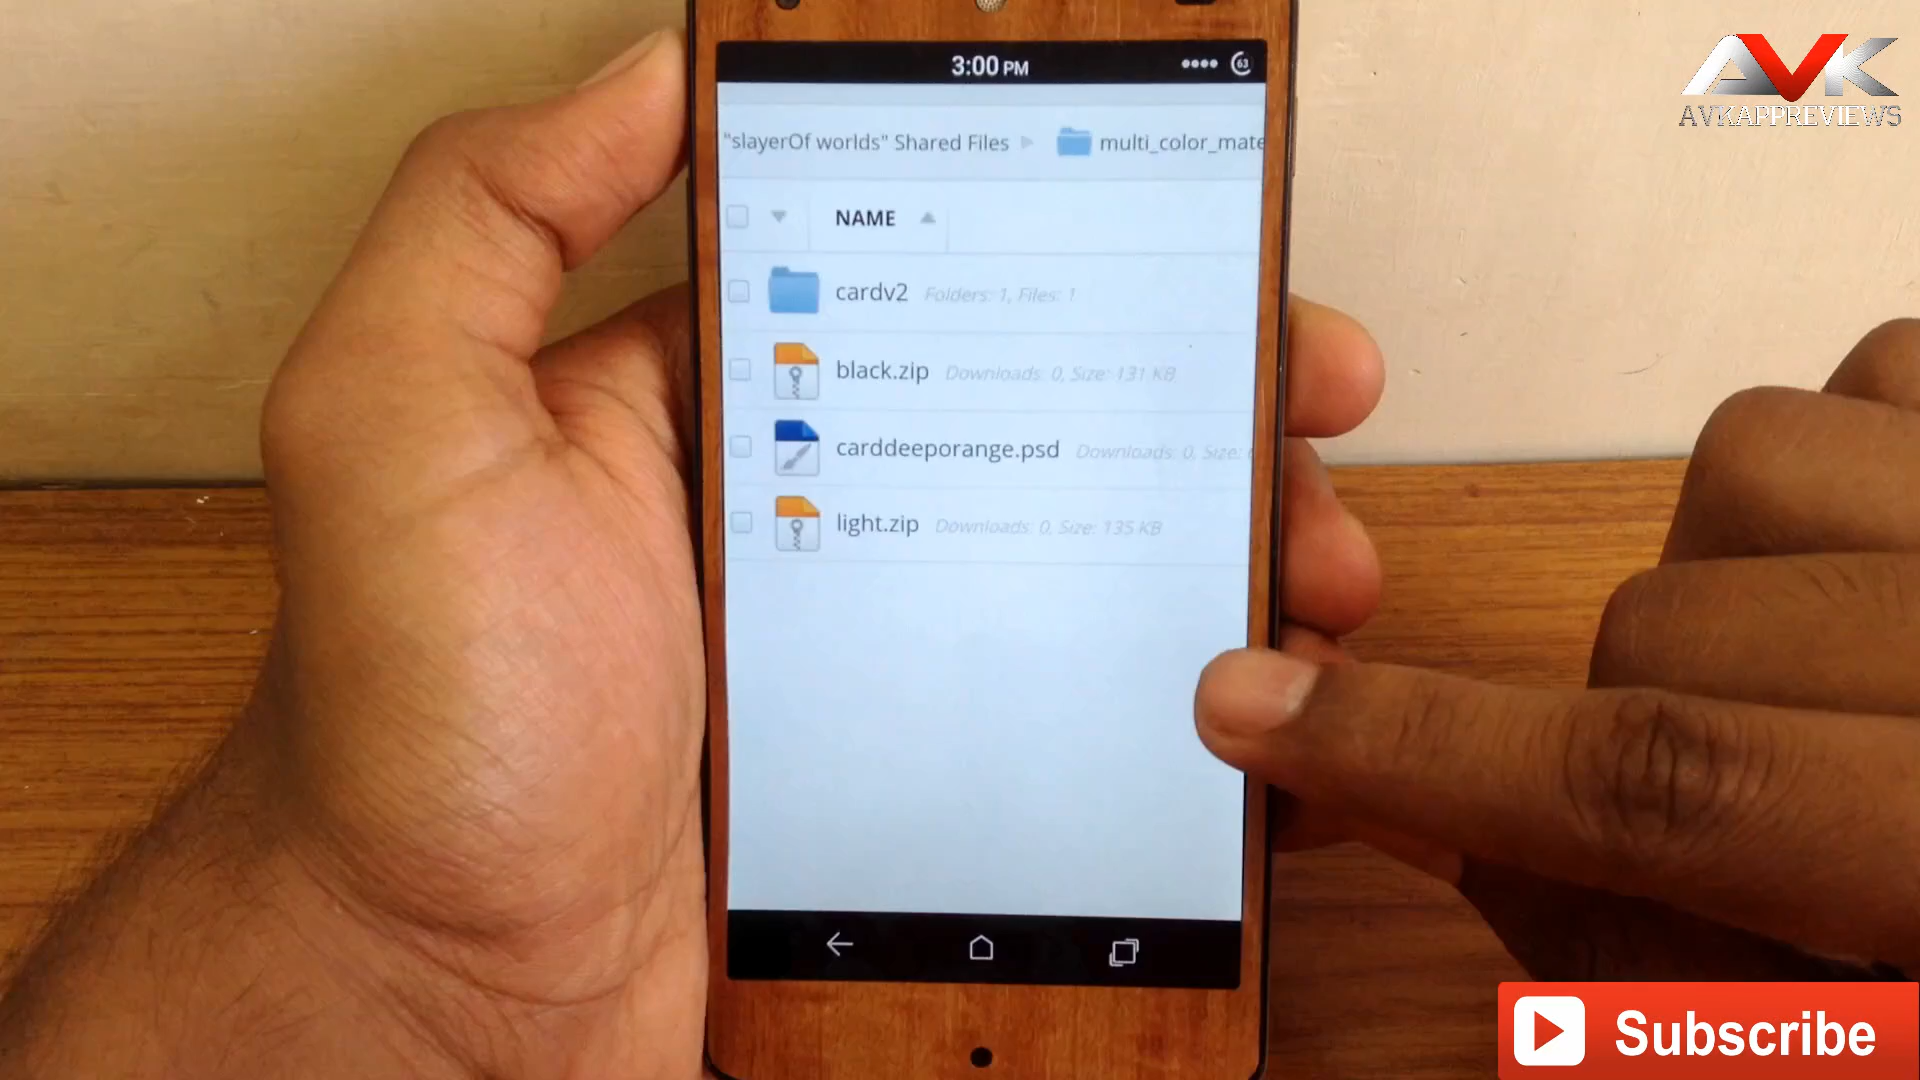 3:00 PM
63
AVK
AVKAPPREVIEWS
"slayerOf worlds" Shared Files
multi_color_mate
NAME
cardv2 Folders: 1, Files: 1
black.zip Downloads: 0, Size: 131 KB
carddeeporange.psd Downloads: 0, Size:
light.zip Downloads: 0, Size: 135 KB
Subscribe